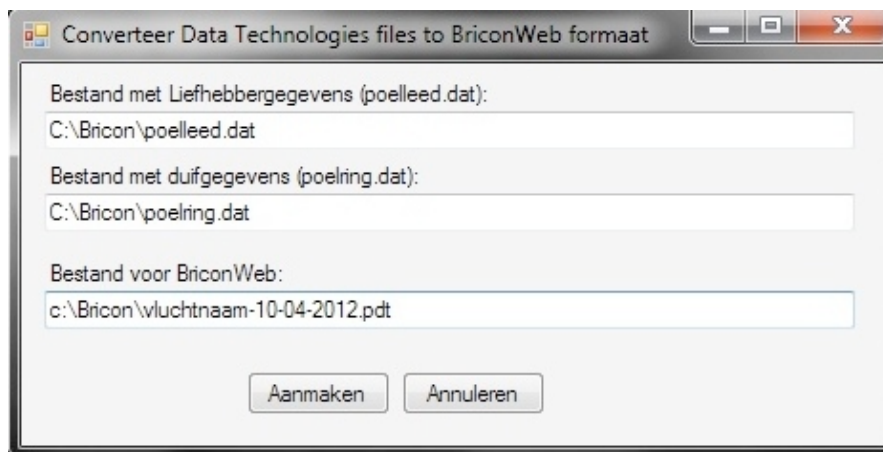 Converteer Data Technologies files to BriconWeb formaat
Bestand met Liefhebbergegevens (poelleed.dat):
C:\Bricon\poelleed.dat
Bestand met duifgegevens (poelring.dat):
C:\Bricon\poelring.dat
Bestand voor BriconWeb:
c:\Bricon\vluchtnaam-10-04-2012.pdt
Aanmaken Annuleren